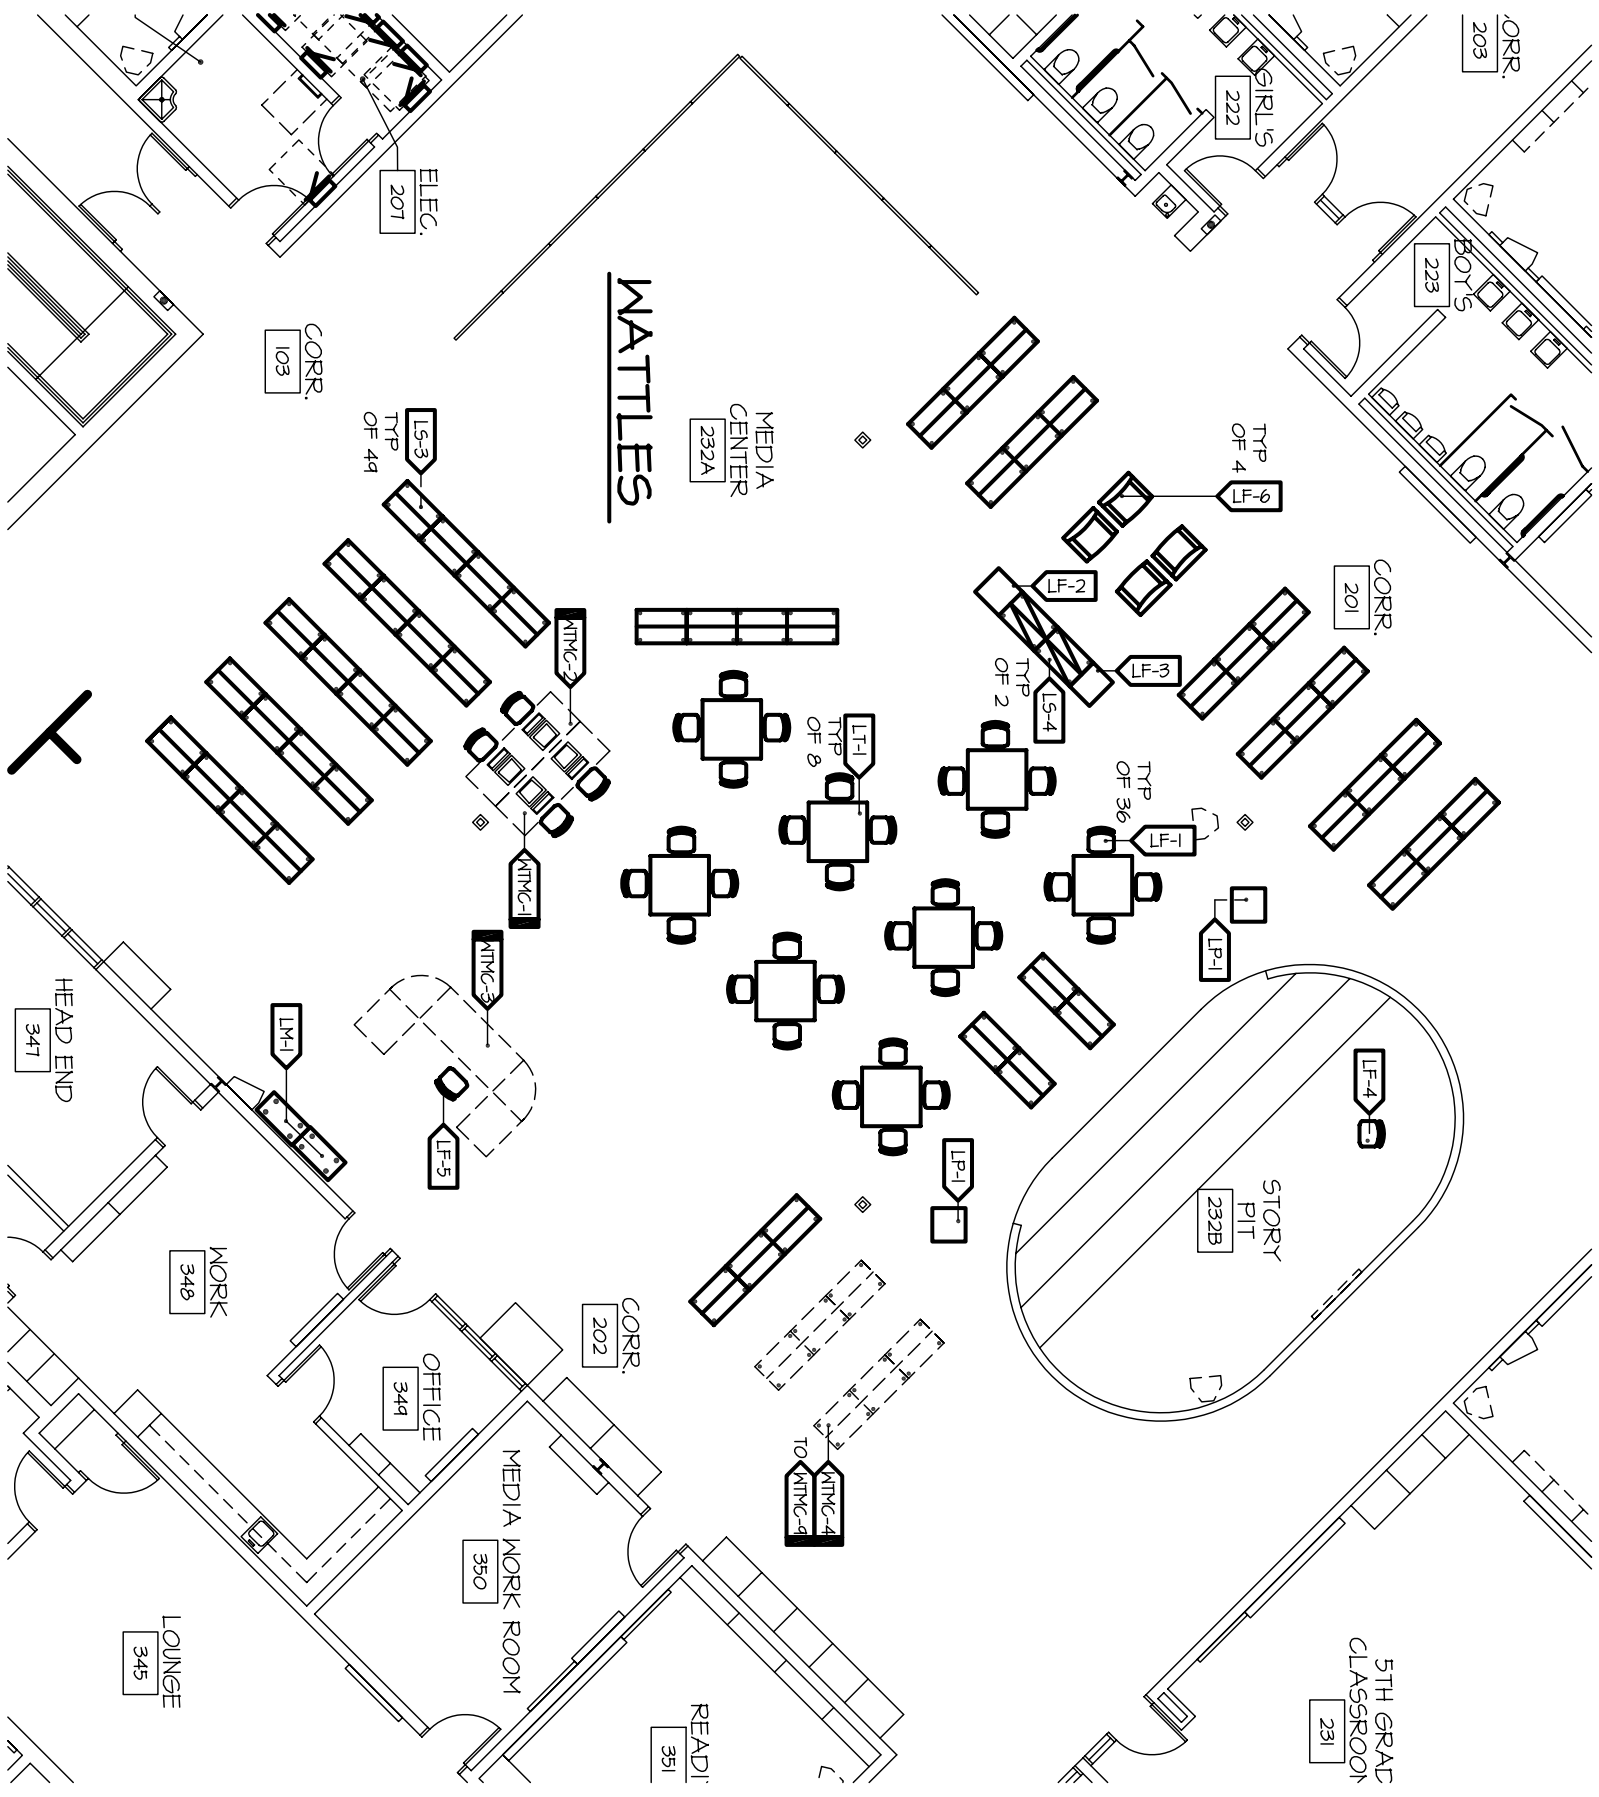 CORR.
203
GIRL'S
222
BOY'S
223
ELEC.
207
CORR.
103
WATTLES
MEDIA
CENTER
232A
LS-3
TYP
OF 49
TYP
OF 4
LF-6
CORR.
201
LF-2
LF-3
LS-4
TYP
OF 2
WTMC-2
LT-1
TYP
OF 8
TYP
OF 36
LF-1
WTMC-1
WTMC-3
LP-1
HEAD END
347
LM-1
LF-5
LF-4
LP-1
STORY
PIT
232B
WORK
348
CORR.
202
OFFICE
349
MEDIA WORK ROOM
350
WTMC-4
TO WTMC-9
LOUNGE
345
READI
351
5TH GRAD
CLASSROOM
231